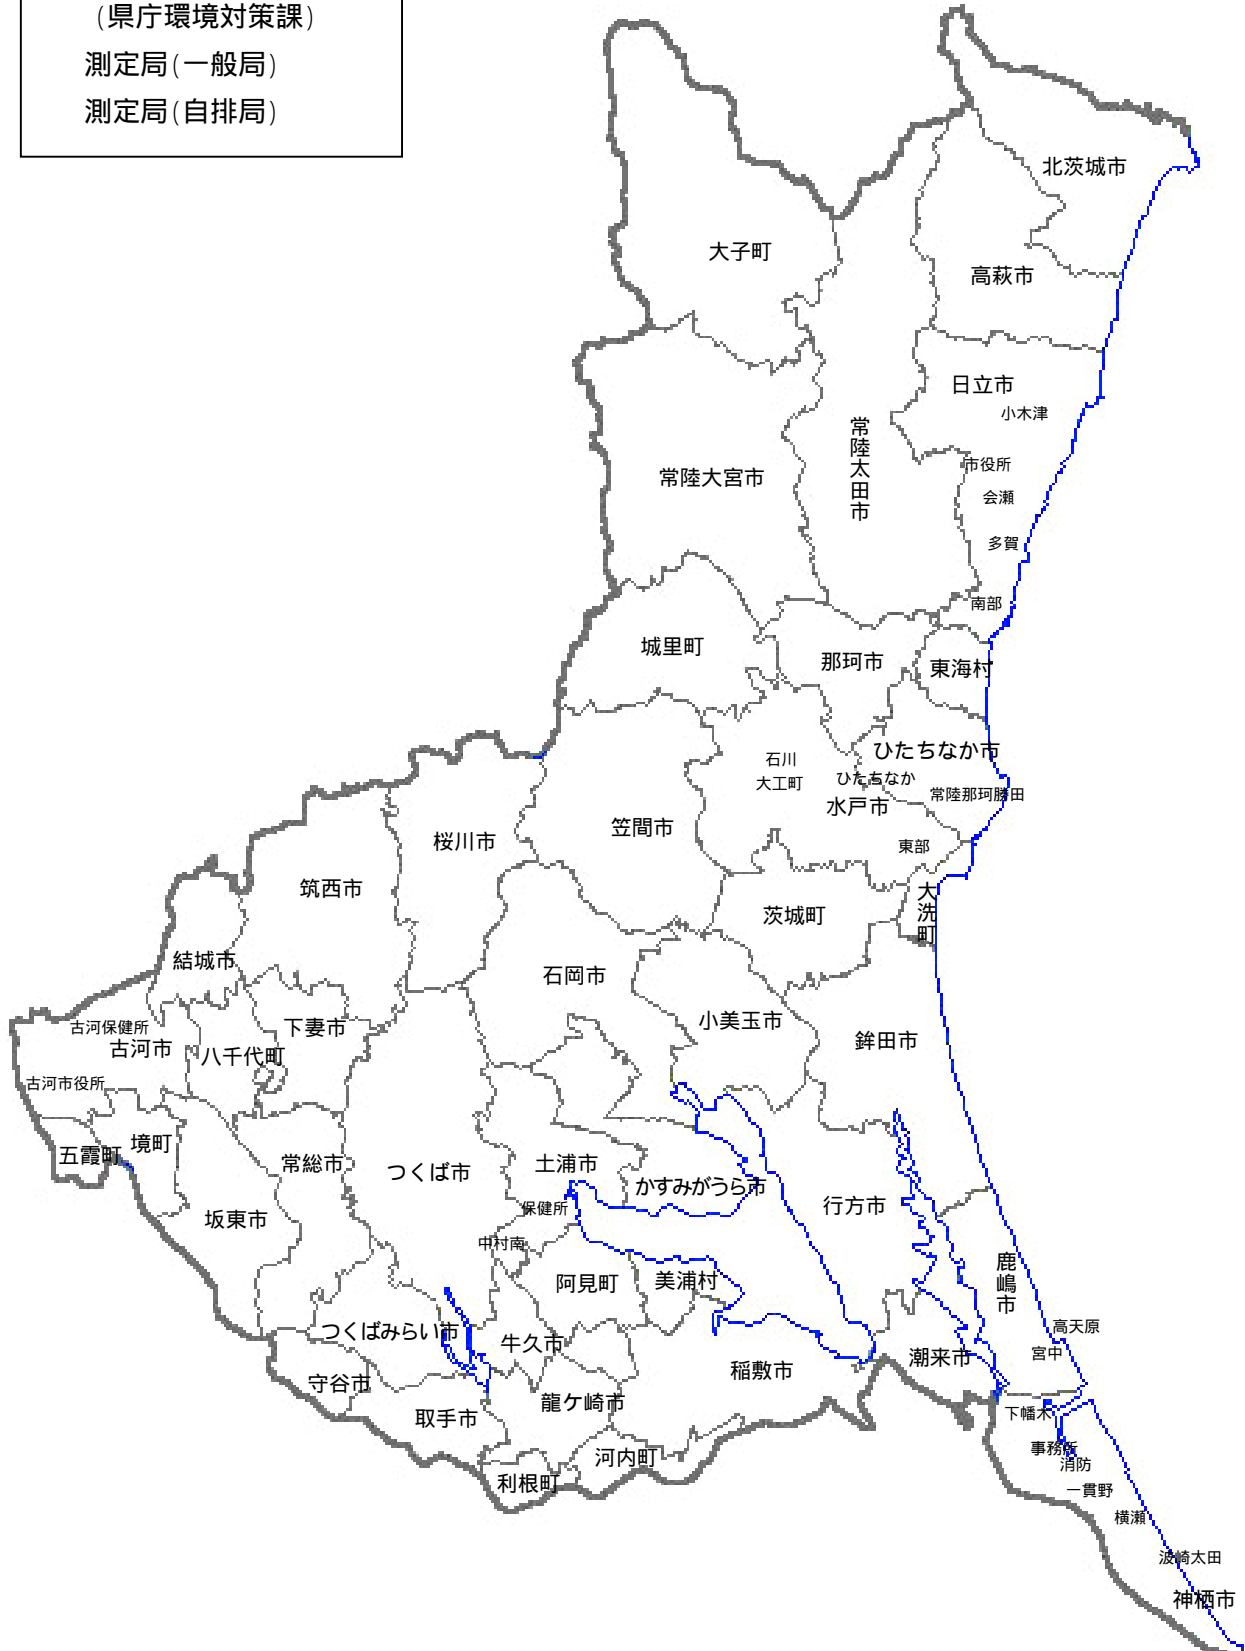 (県庁環境対策課)
測定局(一般局)
測定局(自排局)
北茨城市
大子町
高萩市
日立市
小木津
常陸太田市
市役所
常陸大宮市
会瀬
多賀
南部
城里町
那珂市
東海村
ひたちなか市
石川
ひたちなか
大工町
常陸那珂勝田
水戸市
笠間市
桜川市
東部
筑西市
大洗町
茨城町
結城市
石岡市
小美玉市
古河保健所
下妻市
鉾田市
古河市
八千代町
古河市役所
境町
五霞町
常総市
土浦市
つくば市
かすみがうら市
行方市
保健所
坂東市
中村南
鹿嶋市
阿見町
美浦村
高天原
つくばみらい市
牛久市
宮中
潮来市
稲敷市
守谷市
龍ケ崎市
下幡木
取手市
事務所
河内町
消防
利根町
一貫野
横瀬
波崎太田
神栖市